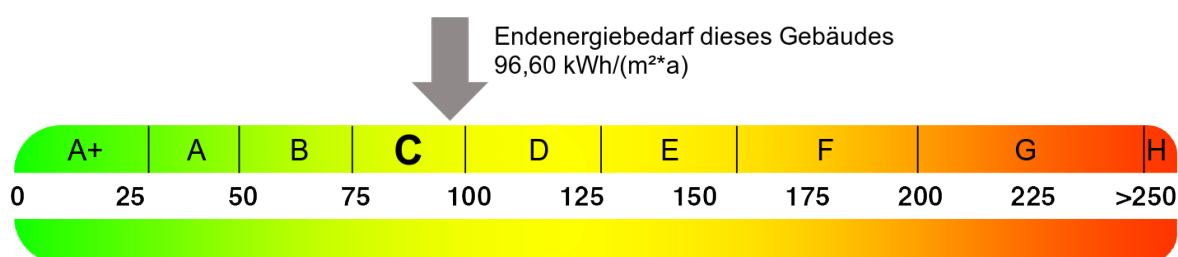 Endenergiebedarf dieses Gebäudes
96,60 kWh/(m²*a)
A+ A B C D E F G H
0 25 50 75 100 125 150 175 200 225 >250